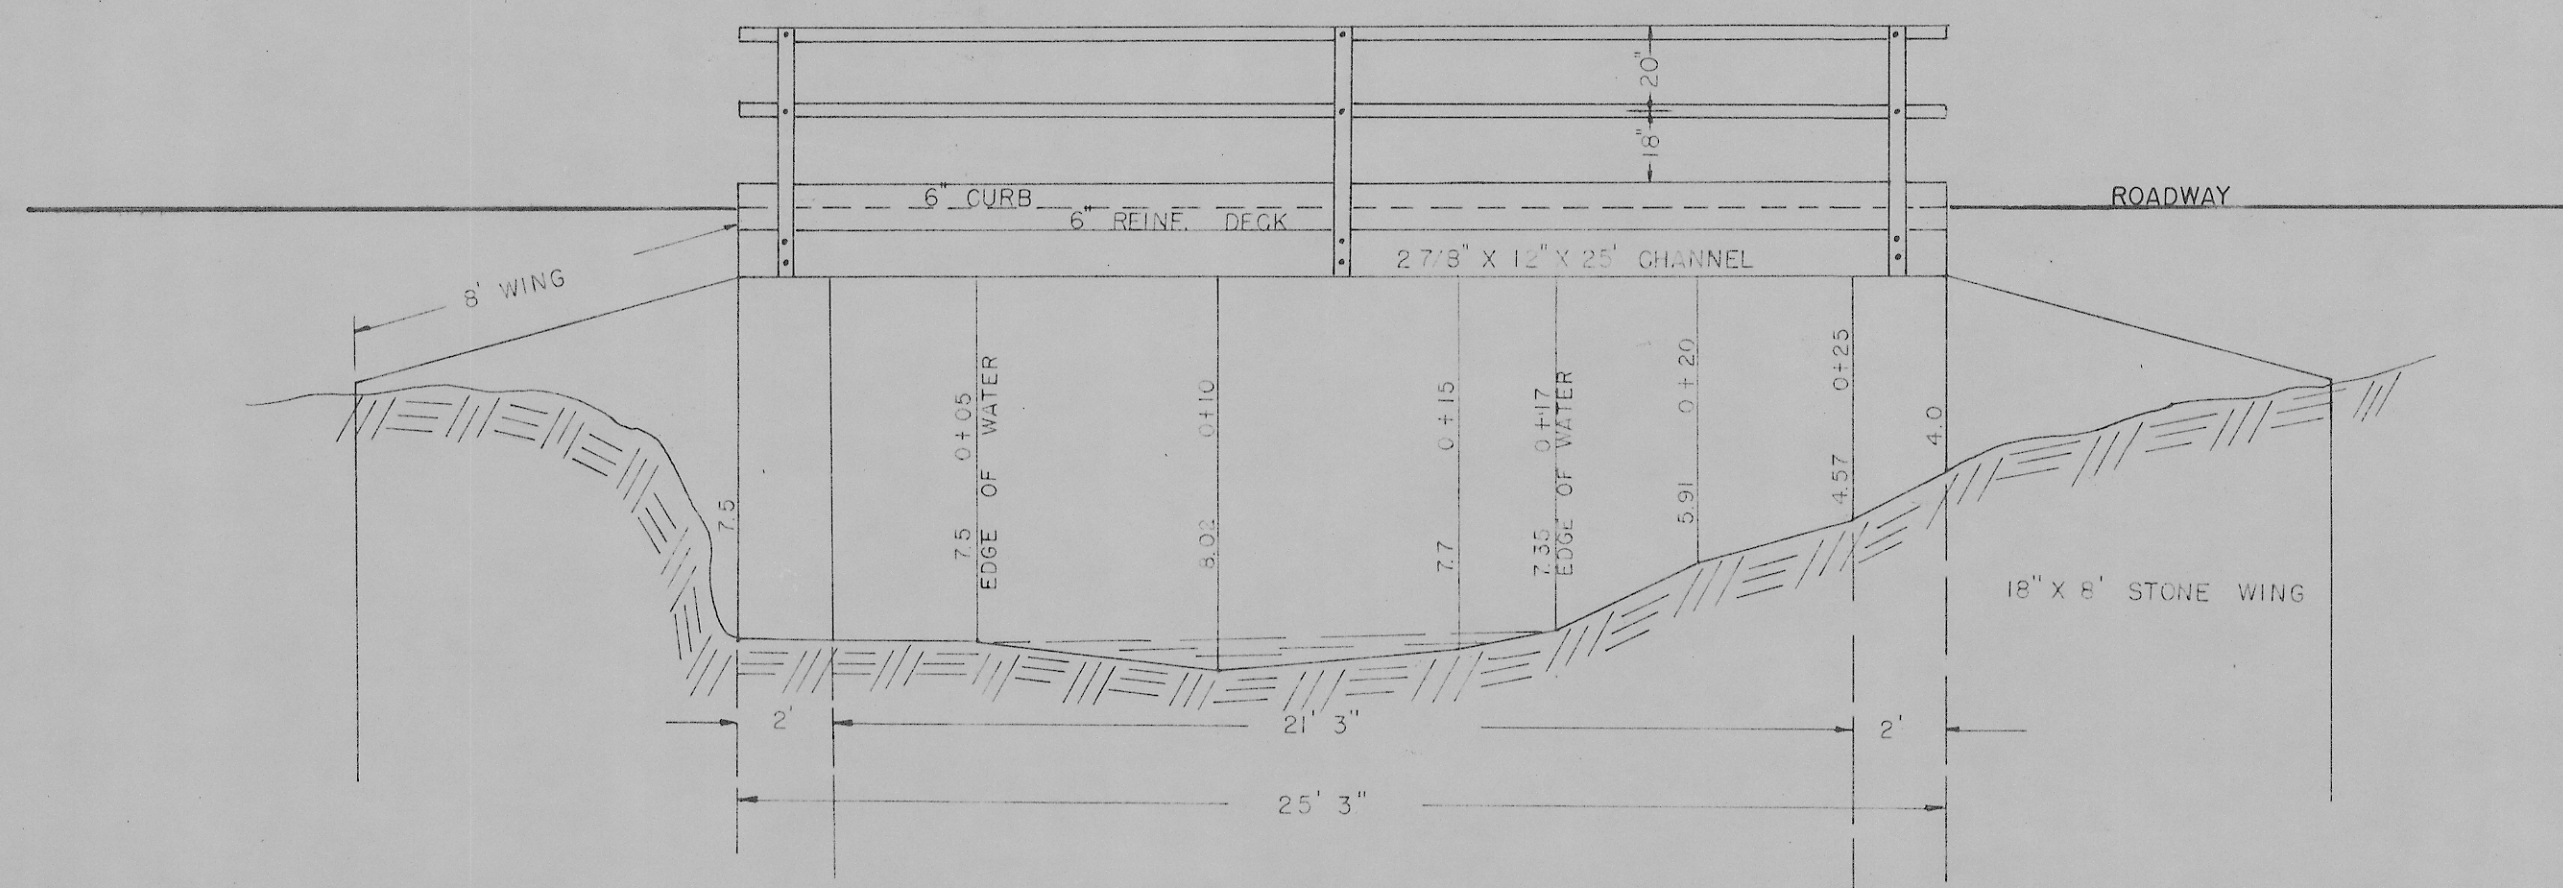 20"
18"
6" CURB
ROADWAY
6" REINF. DECK
2 7/8" X 12" X 25' CHANNEL
8' WING
7.5
7.5 0+05
EDGE OF WATER
8.02 0+10
7.7 0+15
7.35 0+17
EDGE OF WATER
5.91 0+20
4.57 0+25
4.0
18" X 8' STONE WING
2'
21' 3"
2'
25' 3"